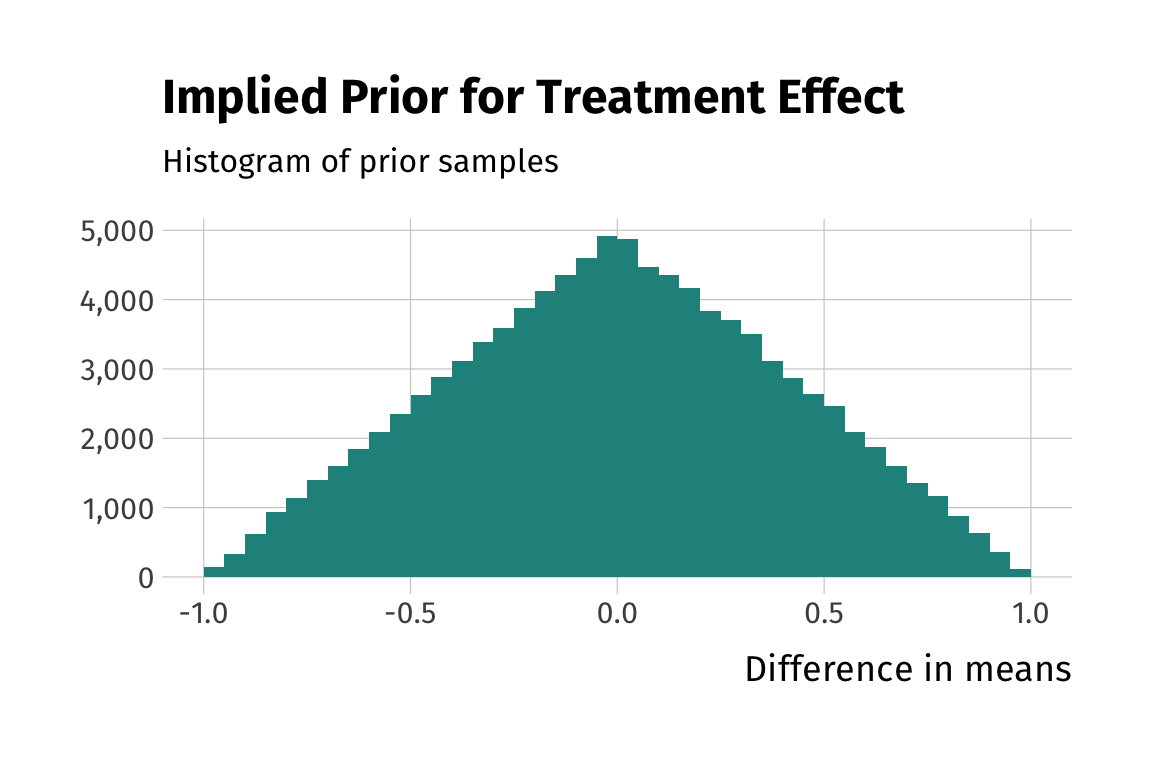 Implied Prior for Treatment Effect
Histogram of prior samples
5,000
4,000
3,000
2,000
1,000
0
-1.0 -0.5 0.0 0.5 1.0
Difference in means